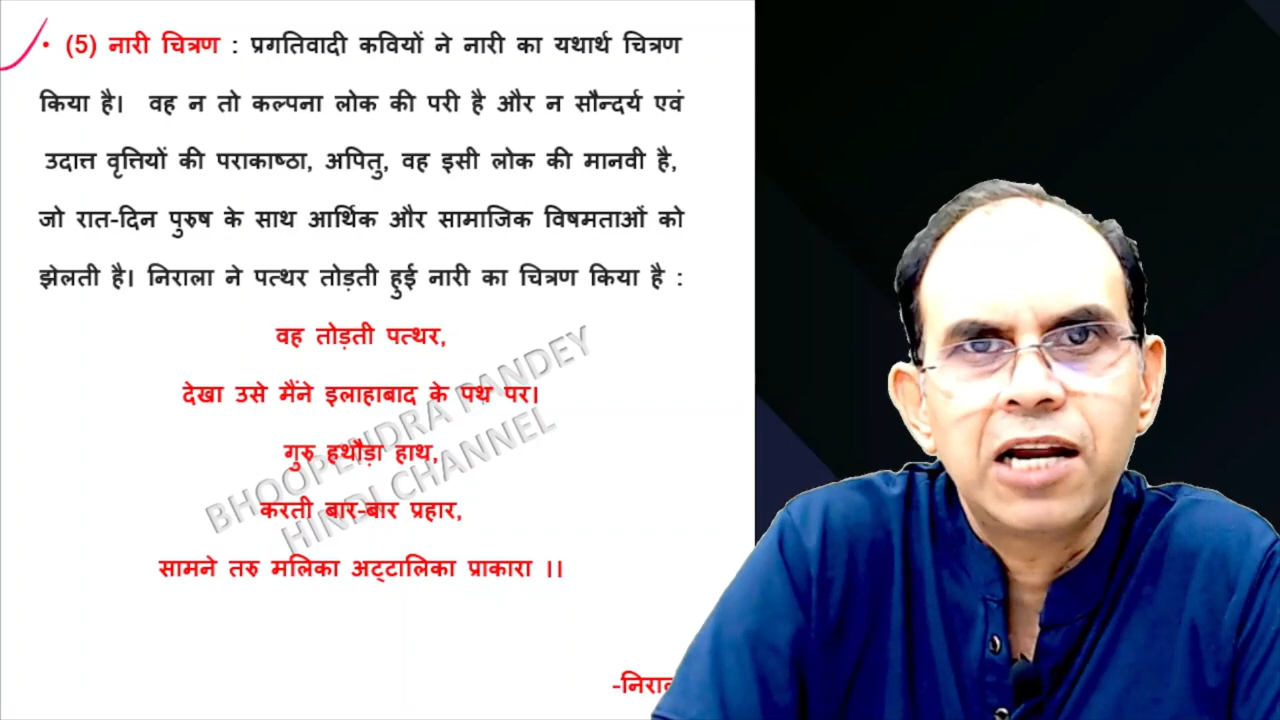 • (5) नारी चित्रण : प्रगतिवादी कवियों ने नारी का यथार्थ चित्रण
किया है। वह न तो कल्पना लोक की परी है और न सौन्दर्य एवं
उदात्त वृत्तियों की पराकाष्ठा, अपितु, वह इसी लोक की मानवी है,
जो रात-दिन पुरुष के साथ आर्थिक और सामाजिक विषमताओं को
झेलती है। निराला ने पत्थर तोड़ती हुई नारी का चित्रण किया है :
वह तोड़ती पत्थर,
देखा उसे मैंने इलाहाबाद के पथ पर।
गुरु हथौड़ा हाथ,
करती बार-बार प्रहार,
सामने तरु मलिका अट्टालिका प्राकारा ।।
BHOOPENDRA PANDEY
HINDI CHANNEL